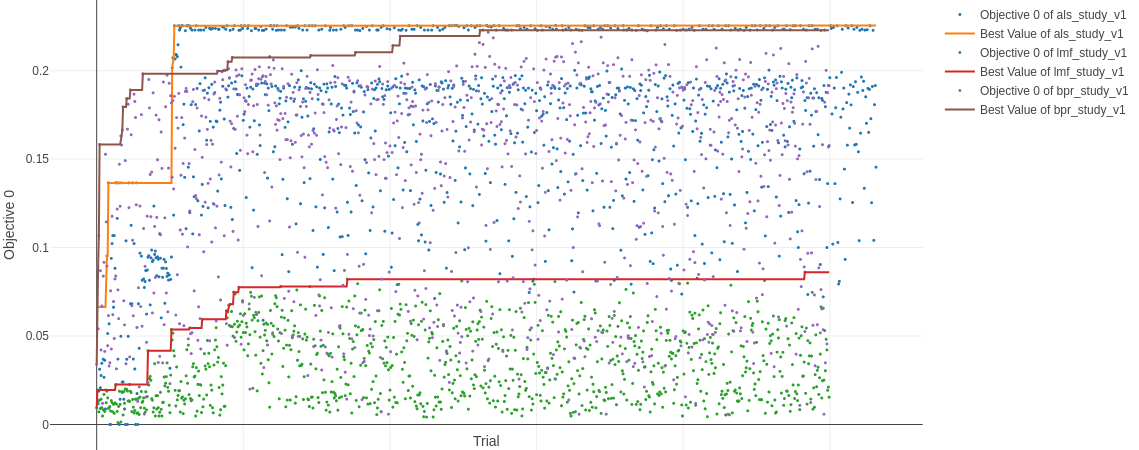 Objective 0 of als_study_v1
Best Value of als_study_v1
Objective 0 of lmf_study_v1
Best Value of lmf_study_v1
Objective 0 of bpr_study_v1
Best Value of bpr_study_v1
0.2
0.15
0.1
0.05
0
Objective 0
Trial